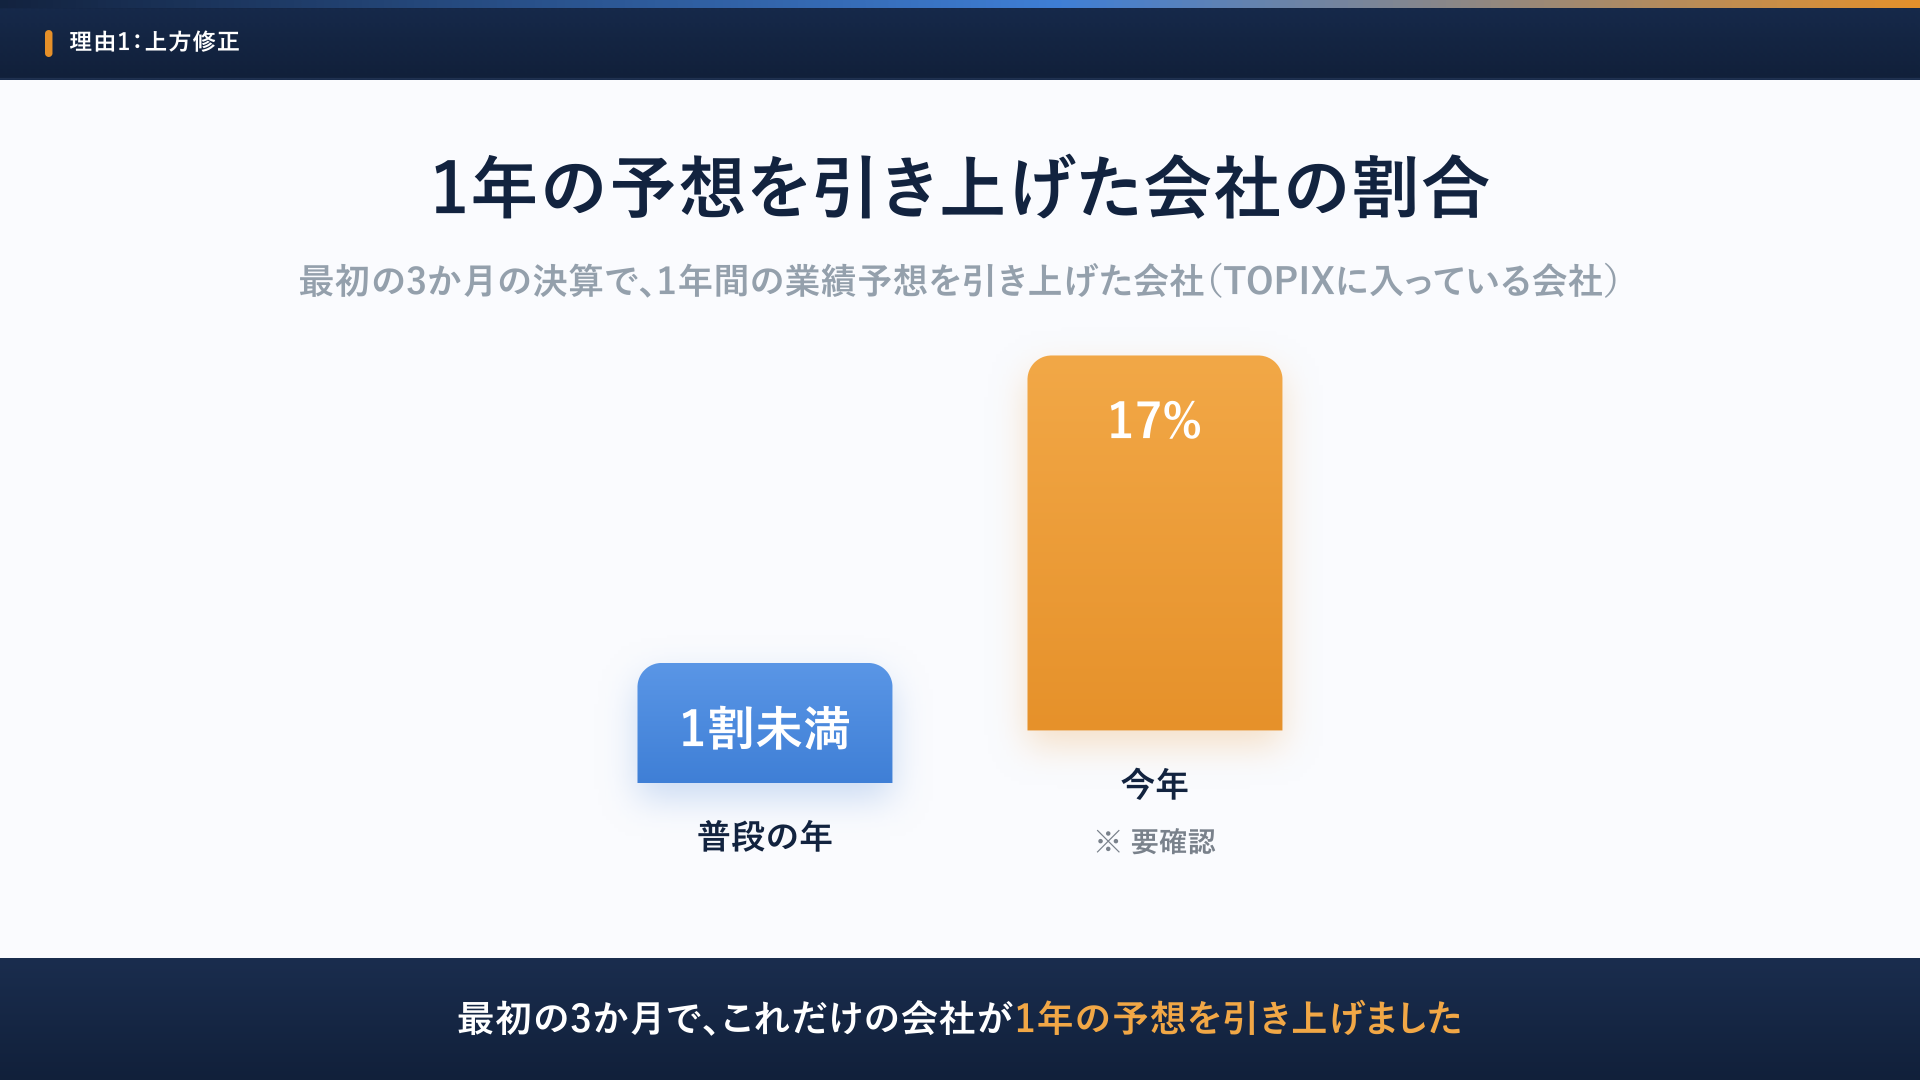 理由1：上方修正
1年の予想を引き上げた会社の割合
最初の3か月の決算で、1年間の業績予想を引き上げた会社（TOPIXに入っている会社）
17%
1割未満
今年
普段の年
※ 要確認
最初の3か月で、これだけの会社が1年の予想を引き上げました